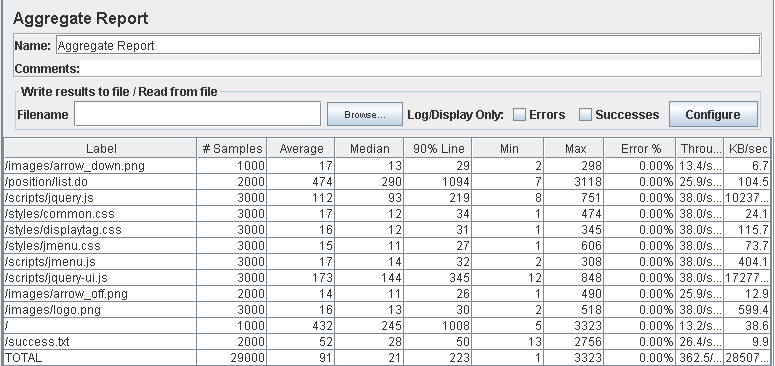 Aggregate Report
Name: Aggregate Report
Comments:
Write results to file / Read from file
Filename Browse... Log/Display Only: Errors Successes Configure
Label # Samples Average Median 90% Line Min Max Error % Throu... KB/sec
/images/arrow_down.png 1000 17 13 29 2 298 0.00% 13.4/s... 6.7
/position/list.do 2000 474 290 1094 7 3118 0.00% 25.9/s... 104.5
/scripts/jquery.js 3000 112 93 219 8 751 0.00% 38.0/s... 10237...
/styles/common.css 3000 17 12 34 1 474 0.00% 38.0/s... 24.1
/styles/displaytag.css 3000 16 12 31 1 345 0.00% 38.0/s... 115.7
/styles/jmenu.css 3000 15 11 27 1 606 0.00% 38.0/s... 73.7
/scripts/jmenu.js 3000 17 14 32 2 308 0.00% 38.0/s... 404.1
/scripts/jquery-ui.js 3000 173 144 345 12 848 0.00% 38.0/s... 17277...
/images/arrow_off.png 2000 14 11 26 1 490 0.00% 25.9/s... 12.9
/images/logo.png 3000 16 13 30 2 518 0.00% 38.0/s... 599.4
/ 1000 432 245 1008 5 3323 0.00% 13.2/s... 38.6
/success.txt 2000 52 28 50 13 2756 0.00% 26.4/s... 9.9
TOTAL 29000 91 21 223 1 3323 0.00% 362.5/... 28507...